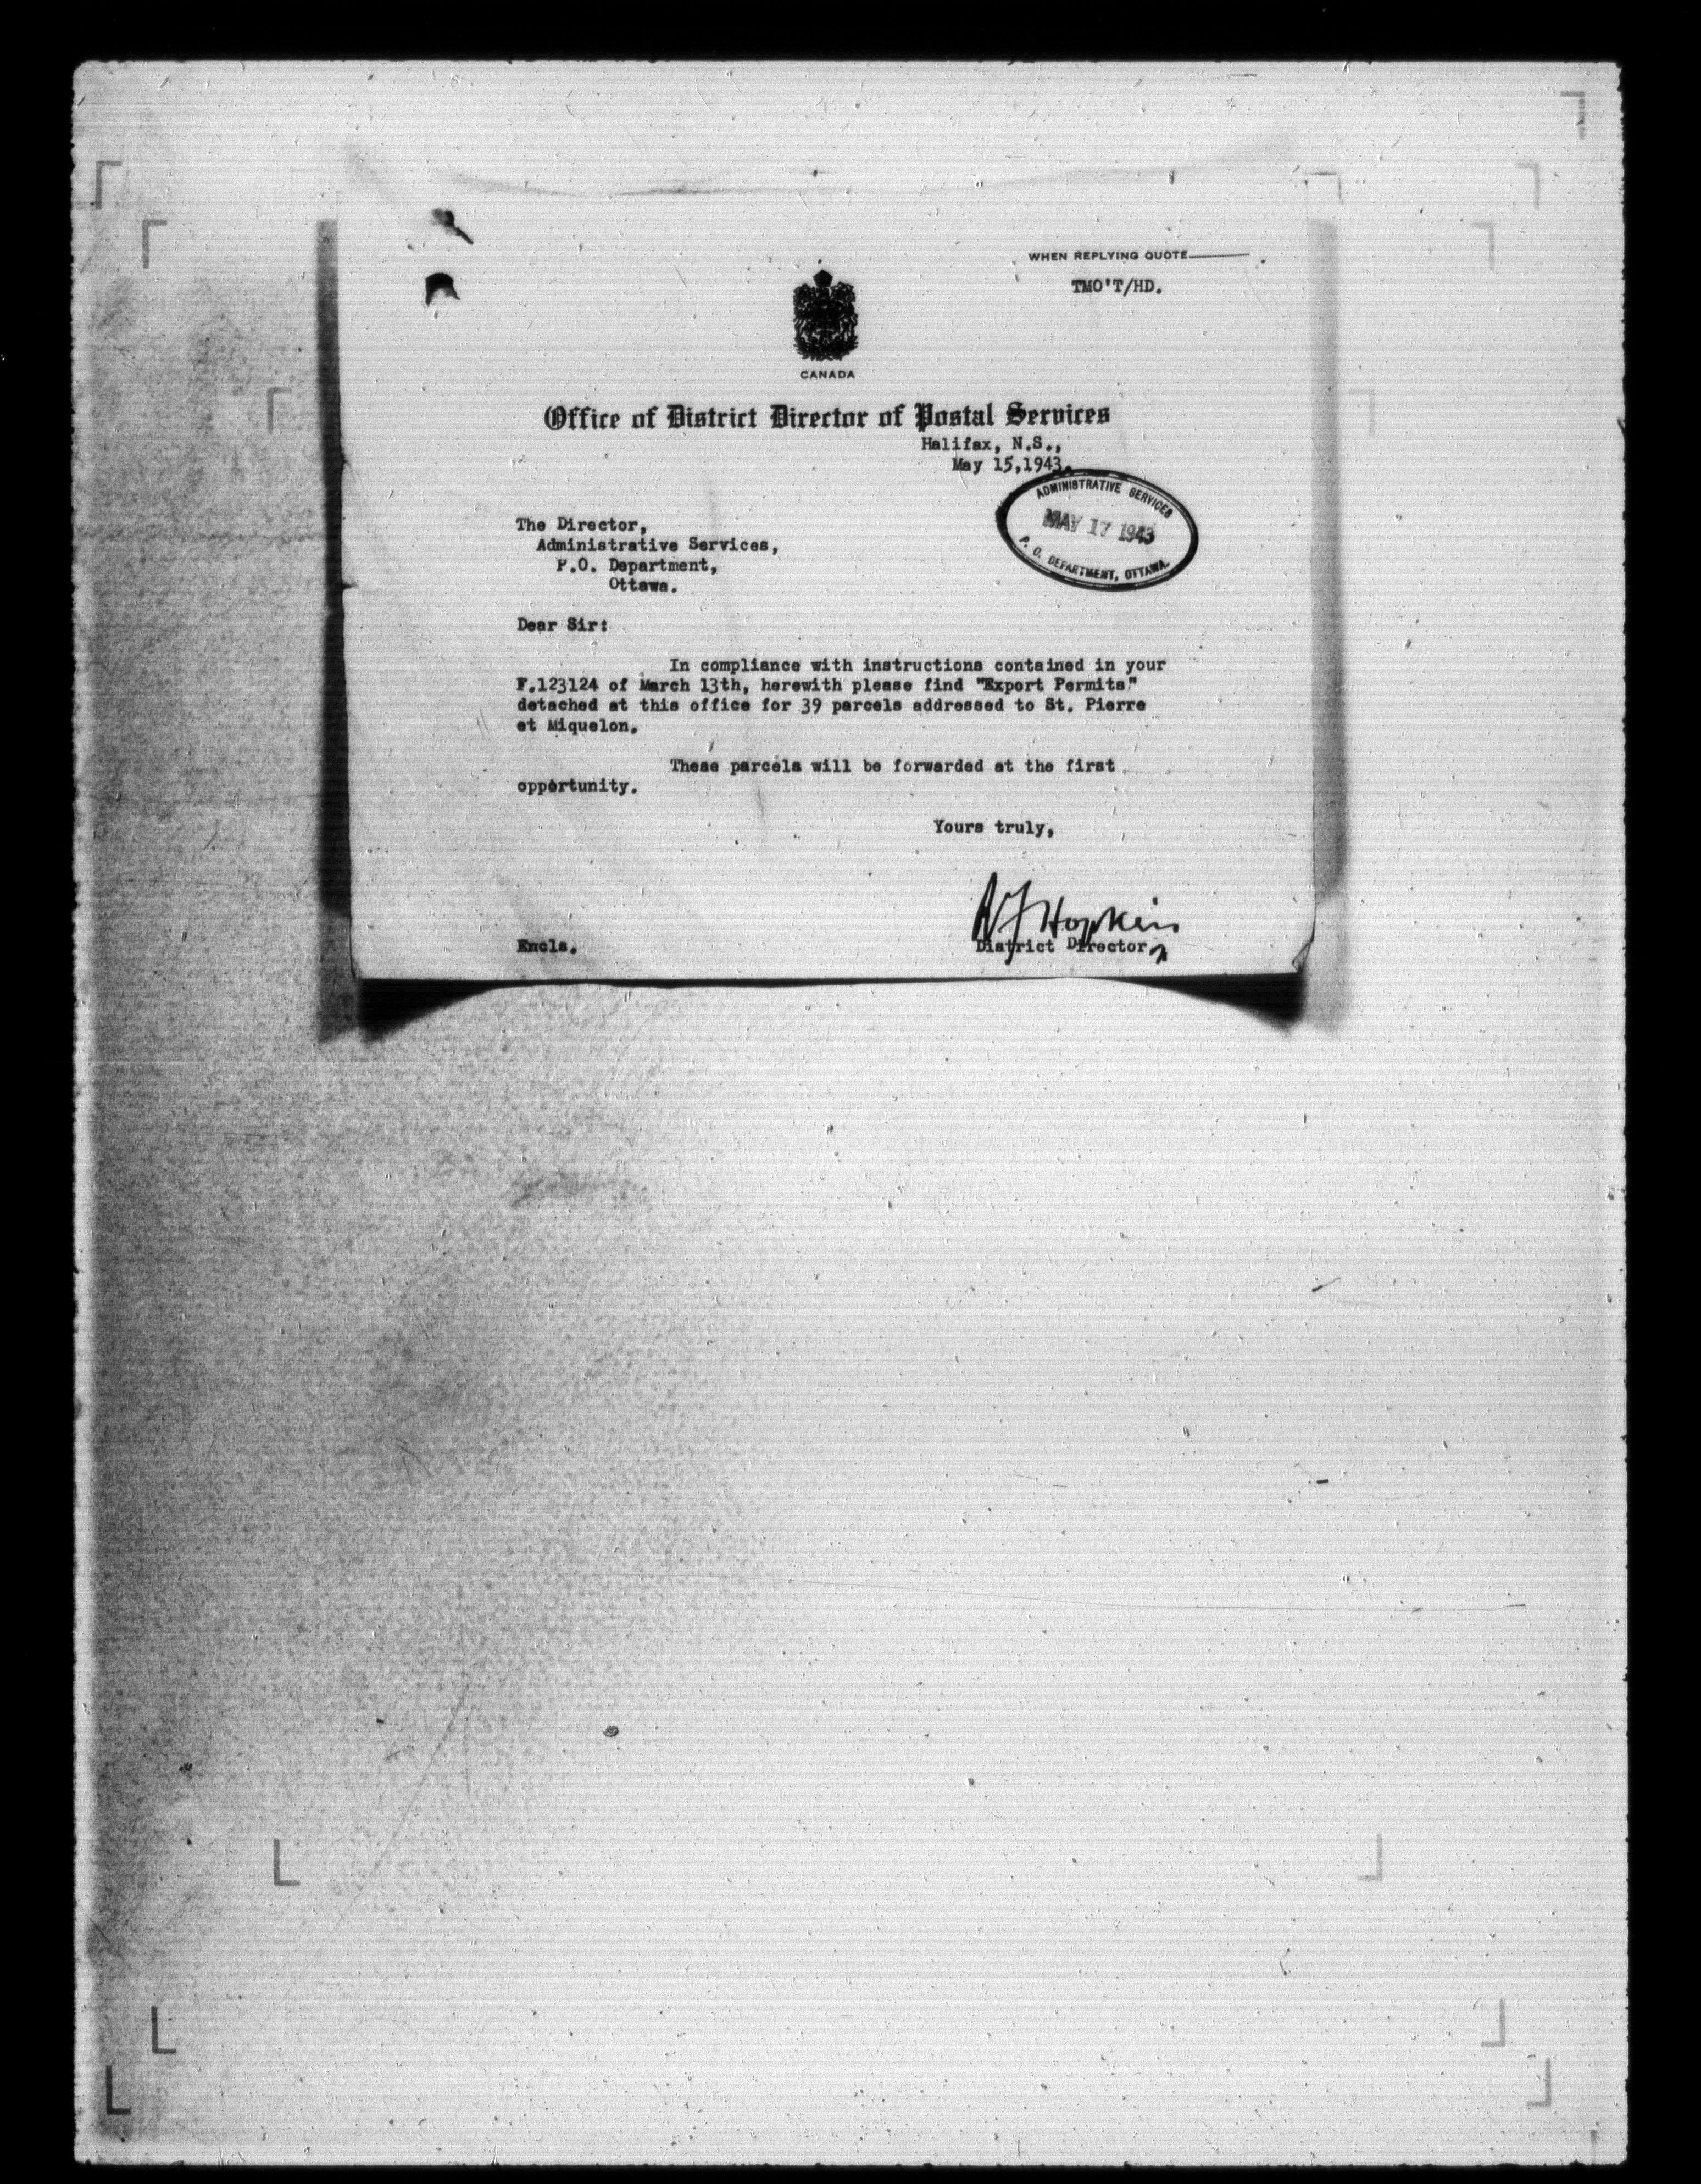 WHEN REPLYING QUOTE
TMO'T/HD.
CANADA
Office of District Director of Postal Services
Halifax, N.S.,
May 15,1943.
ADMINISTRATIVE SERVICES
MAY 17 1943
P. O. DEPARTMENT, OTTAWA.
The Director,
Administrative Services,
P.O. Department,
Ottawa.
Dear Sir:
In compliance with instructions contained in your
F.123124 of March 13th, herewith please find "Export Permits"
detached at this office for 39 parcels addressed to St. Pierre
et Miquelon.
These parcels will be forwarded at the first
opportunity.
Yours truly,
Hopkins
District Director
Encls.